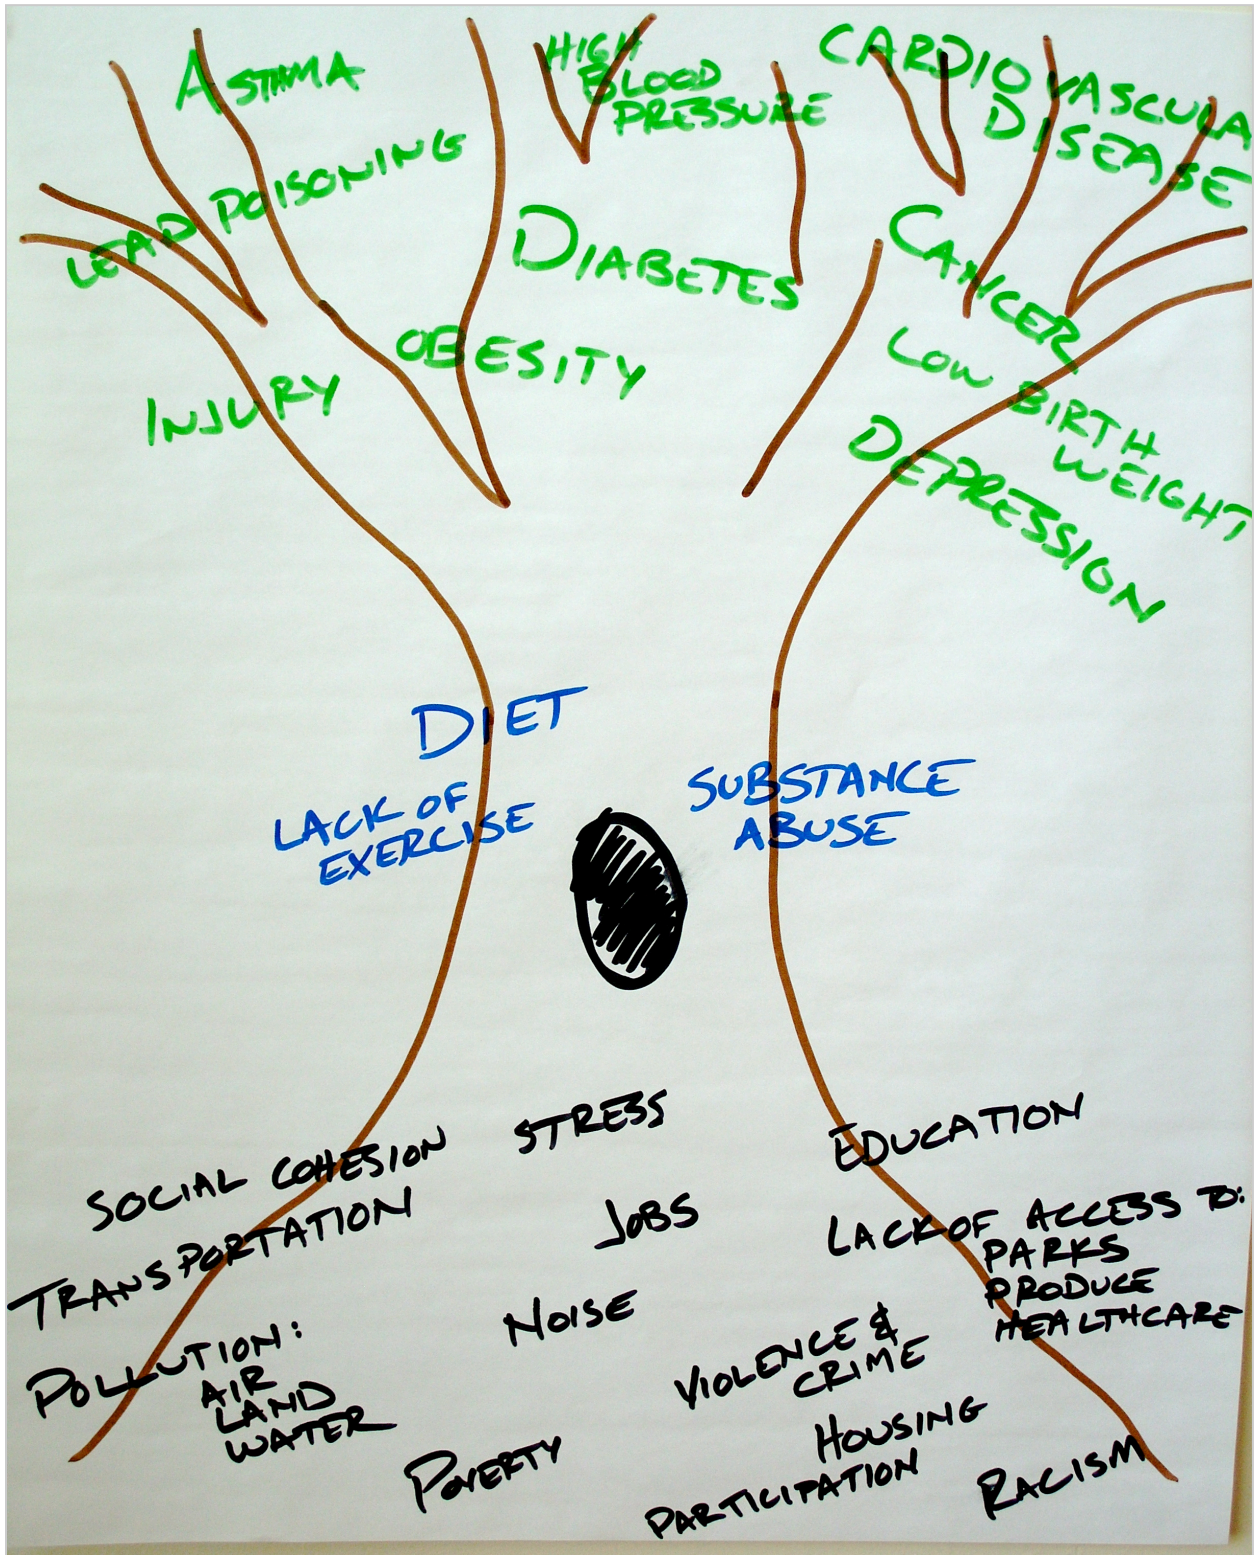 ASTHMA
HIGH
BLOOD
PRESSURE
CARDIOVASCULA
DISEASE
LEAD POISONING
DIABETES
CANCER
INJURY
OBESITY
LOW BIRTH
WEIGHT
DEPRESSION
DIET
LACK OF
EXERCISE
SUBSTANCE
ABUSE
STRESS
EDUCATION
SOCIAL COHESION
TRANSPORTATION
JOBS
LACK OF ACCESS TO:
PARKS
PRODUCE
HEALTHCARE
NOISE
POLLUTION:
AIR
LAND
WATER
VIOLENCE &
CRIME
POVERTY
HOUSING
PARTICIPATION
RACISM